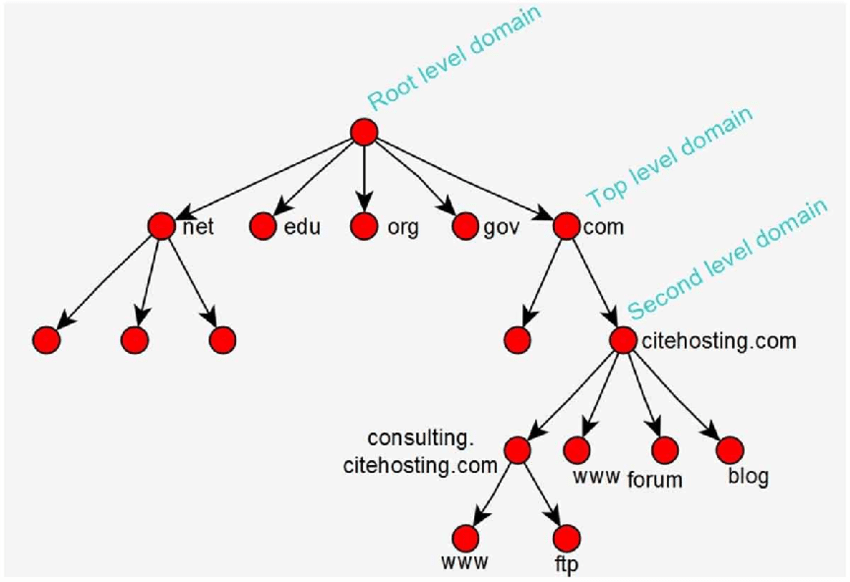 Root level domain
Top level domain
net
edu
org
gov
com
Second level domain
citehosting.com
consulting.
citehosting.com
www
forum
blog
www
ftp